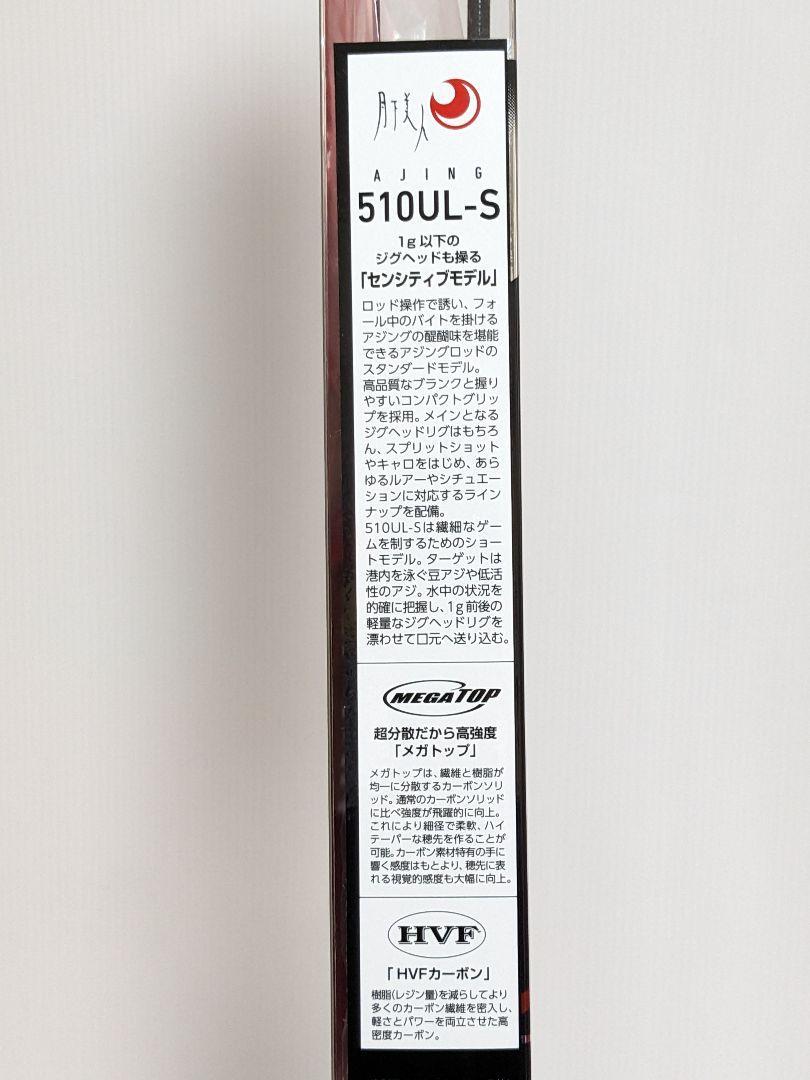 月下美人
AJING
510UL-S
1g以下の
ジグヘッドも操る
「センシティブモデル」
ロッド操作で誘い、フォ
ール中のバイトを掛ける
アジングの醍醐味を堪能
できるアジングロッドの
スタンダードモデル。
高品質なブランクと握り
やすいコンパクトグリッ
プを採用。メインとなる
ジグヘッドリグはもちろ
ん、スプリットショット
やキャロをはじめ、あら
ゆるルアーやシチュエー
ションに対応するライン
ナップを配備。
510UL-Sは繊細なゲー
ムを制するためのショー
トモデル。ターゲットは
港内を泳ぐ豆アジや低活
性のアジ。水中の状況を
的確に把握し、1g前後の
軽量なジグヘッドリグを
漂わせて口元へ送り込む。
MEGATOP
超分散だから高強度
「メガトップ」
メガトップは、繊維と樹脂が
均一に分散するカーボンソリ
ッド。通常のカーボンソリッド
に比べ強度が飛躍的に向上。
これにより細径で柔軟、ハイ
テーパーな穂先を作ることが
可能。カーボン素材特有の手に
響く感度はもとより、穂先に表
れる視覚的感度も大幅に向上。
HVF
「HVFカーボン」
樹脂(レジン量)を減らしてより
多くのカーボン繊維を密入し、
軽さとパワーを両立させた高
密度カーボン。